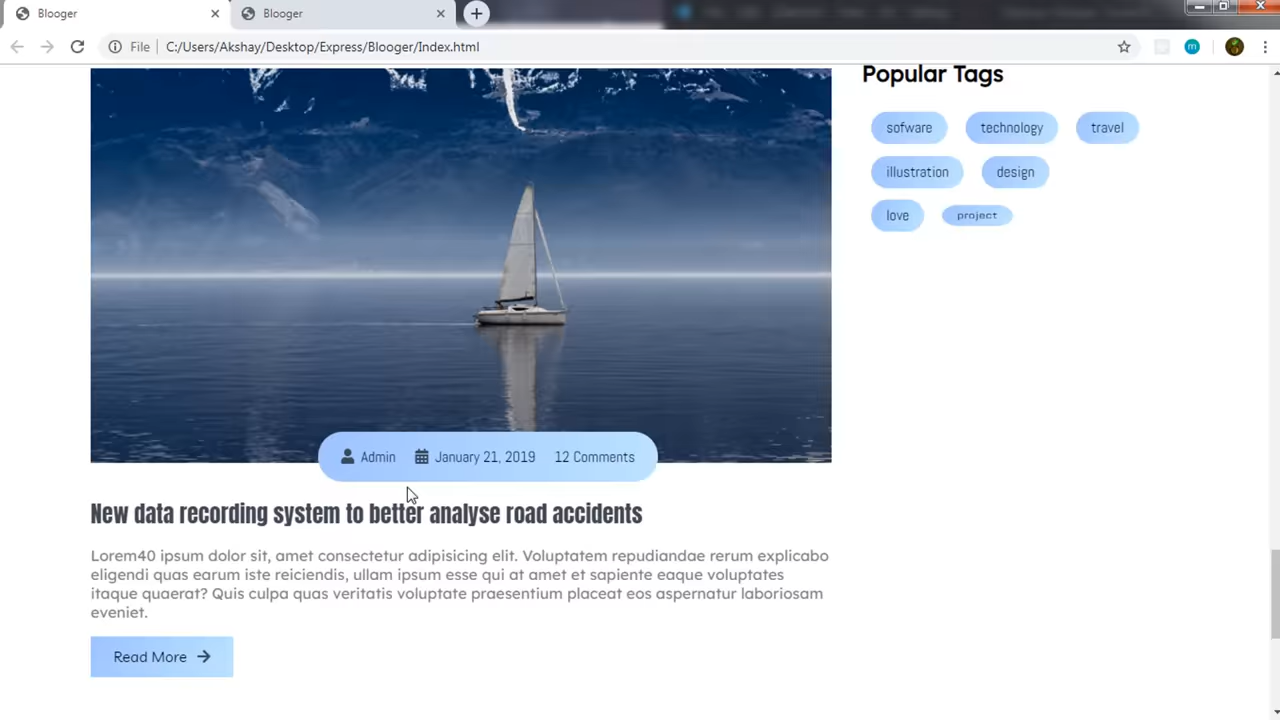 Blooger
Blooger
File
C:/Users/Akshay/Desktop/Express/Blooger/Index.html
m
Popular Tags
sofware
technology
travel
illustration
design
love
project
Admin
January 21, 2019
12 Comments
New data recording system to better analyse road accidents
Lorem40 ipsum dolor sit, amet consectetur adipisicing elit. Voluptatem repudiandae rerum explicabo
eligendi quas earum iste reiciendis, ullam ipsum esse qui at amet et sapiente eaque voluptates
itaque quaerat? Quis culpa quas veritatis voluptate praesentium placeat eos aspernatur laboriosam
eveniet.
Read More